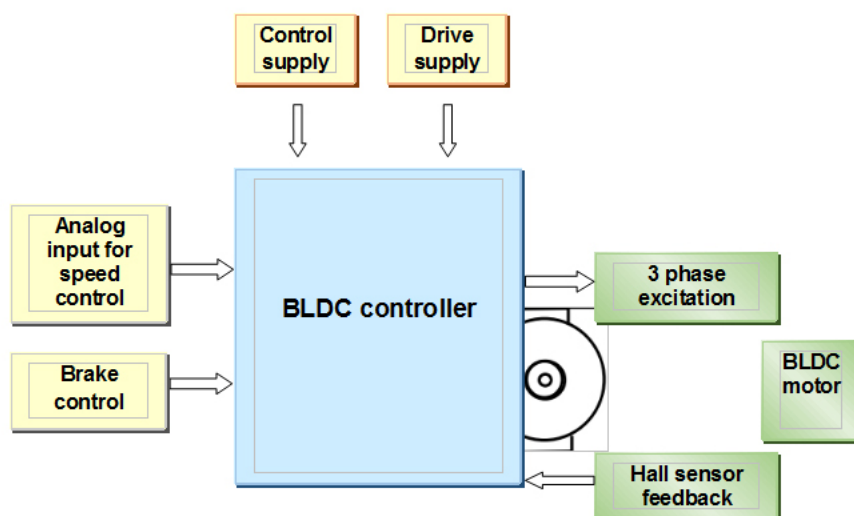 Control
supply
Drive
supply
Analog
input for
speed
control
BLDC controller
3 phase
excitation
Brake
control
BLDC
motor
Hall sensor
feedback